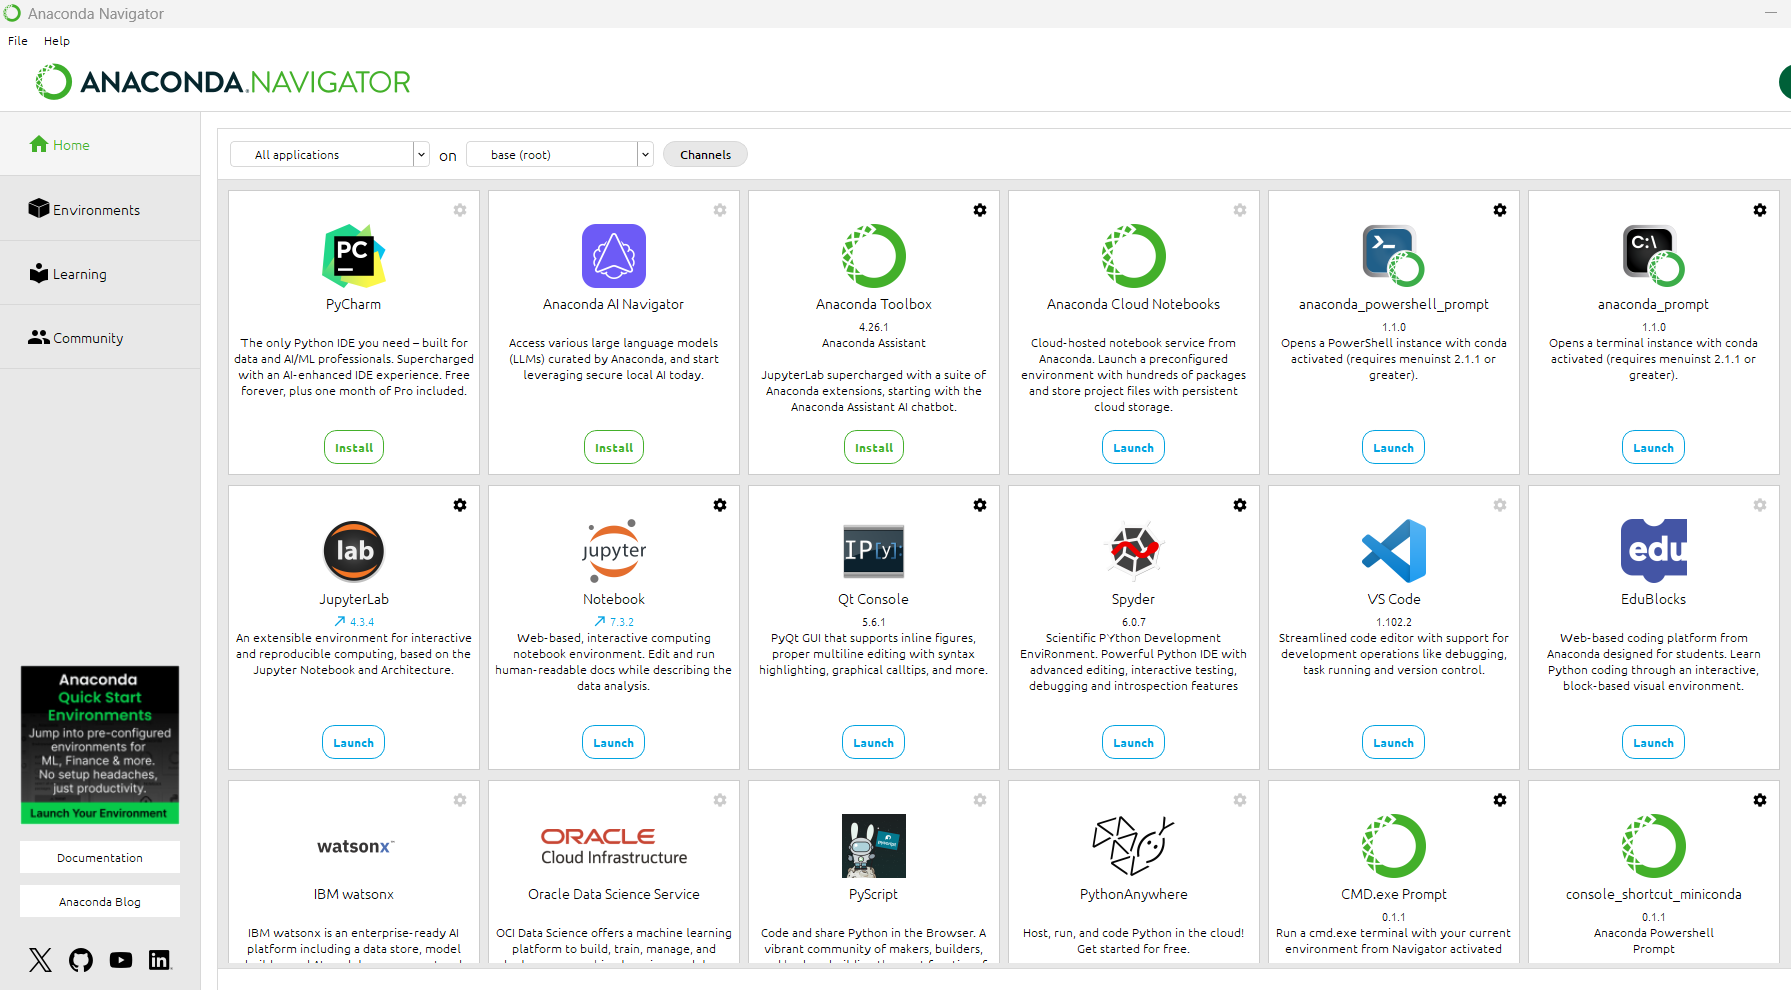 Anaconda Navigator
File Help
ANACONDA.NAVIGATOR
Home
Environments
Learning
Community
Anaconda
Quick Start
Environments
Jump into pre-configured
environments for
ML, Finance & more.
No setup headaches,
just productivity.
Launch Your Environment
Documentation
Anaconda Blog
All applications on base (root) Channels
PC
PyCharm
The only Python IDE you need – built for
data and AI/ML professionals. Supercharged
with an AI-enhanced IDE experience. Free
forever, plus one month of Pro included.
Install
Anaconda AI Navigator
Access various large language models
(LLMs) curated by Anaconda, and start
leveraging secure local AI today.
Install
Anaconda Toolbox
4.26.1
Anaconda Assistant
JupyterLab supercharged with a suite of
Anaconda extensions, starting with the
Anaconda Assistant AI chatbot.
Install
Anaconda Cloud Notebooks
Cloud-hosted notebook service from
Anaconda. Launch a preconfigured
environment with hundreds of packages
and store project files with persistent
cloud storage.
Launch
anaconda_powershell_prompt
1.1.0
Opens a PowerShell instance with conda
activated (requires menuinst 2.1.1 or
greater).
Launch
C:\
anaconda_prompt
1.1.0
Opens a terminal instance with conda
activated (requires menuinst 2.1.1 or
greater).
Launch
lab
JupyterLab
4.3.4
An extensible environment for interactive
and reproducible computing, based on the
Jupyter Notebook and Architecture.
Launch
jupyter
Notebook
7.3.2
Web-based, interactive computing
notebook environment. Edit and run
human-readable docs while describing the
data analysis.
Launch
IP[y]:
Qt Console
5.6.1
PyQt GUI that supports inline figures,
proper multiline editing with syntax
highlighting, graphical calltips, and more.
Launch
Spyder
6.0.7
Scientific PYthon Development
EnviRonment. Powerful Python IDE with
advanced editing, interactive testing,
debugging and introspection features
Launch
VS Code
1.102.2
Streamlined code editor with support for
development operations like debugging,
task running and version control.
Launch
edu
EduBlocks
Web-based coding platform from
Anaconda designed for students. Learn
Python coding through an interactive,
block-based visual environment.
Launch
watsonx™
IBM watsonx
IBM watsonx is an enterprise-ready AI
platform including a data store, model
ORACLE
Cloud Infrastructure
Oracle Data Science Service
OCI Data Science offers a machine learning
platform to build, train, manage, and
PyScript
Code and share Python in the Browser. A
vibrant community of makers, builders,
PythonAnywhere
Host, run, and code Python in the cloud!
Get started for free.
CMD.exe Prompt
0.1.1
Run a cmd.exe terminal with your current
environment from Navigator activated
console_shortcut_miniconda
0.1.1
Anaconda Powershell
Prompt